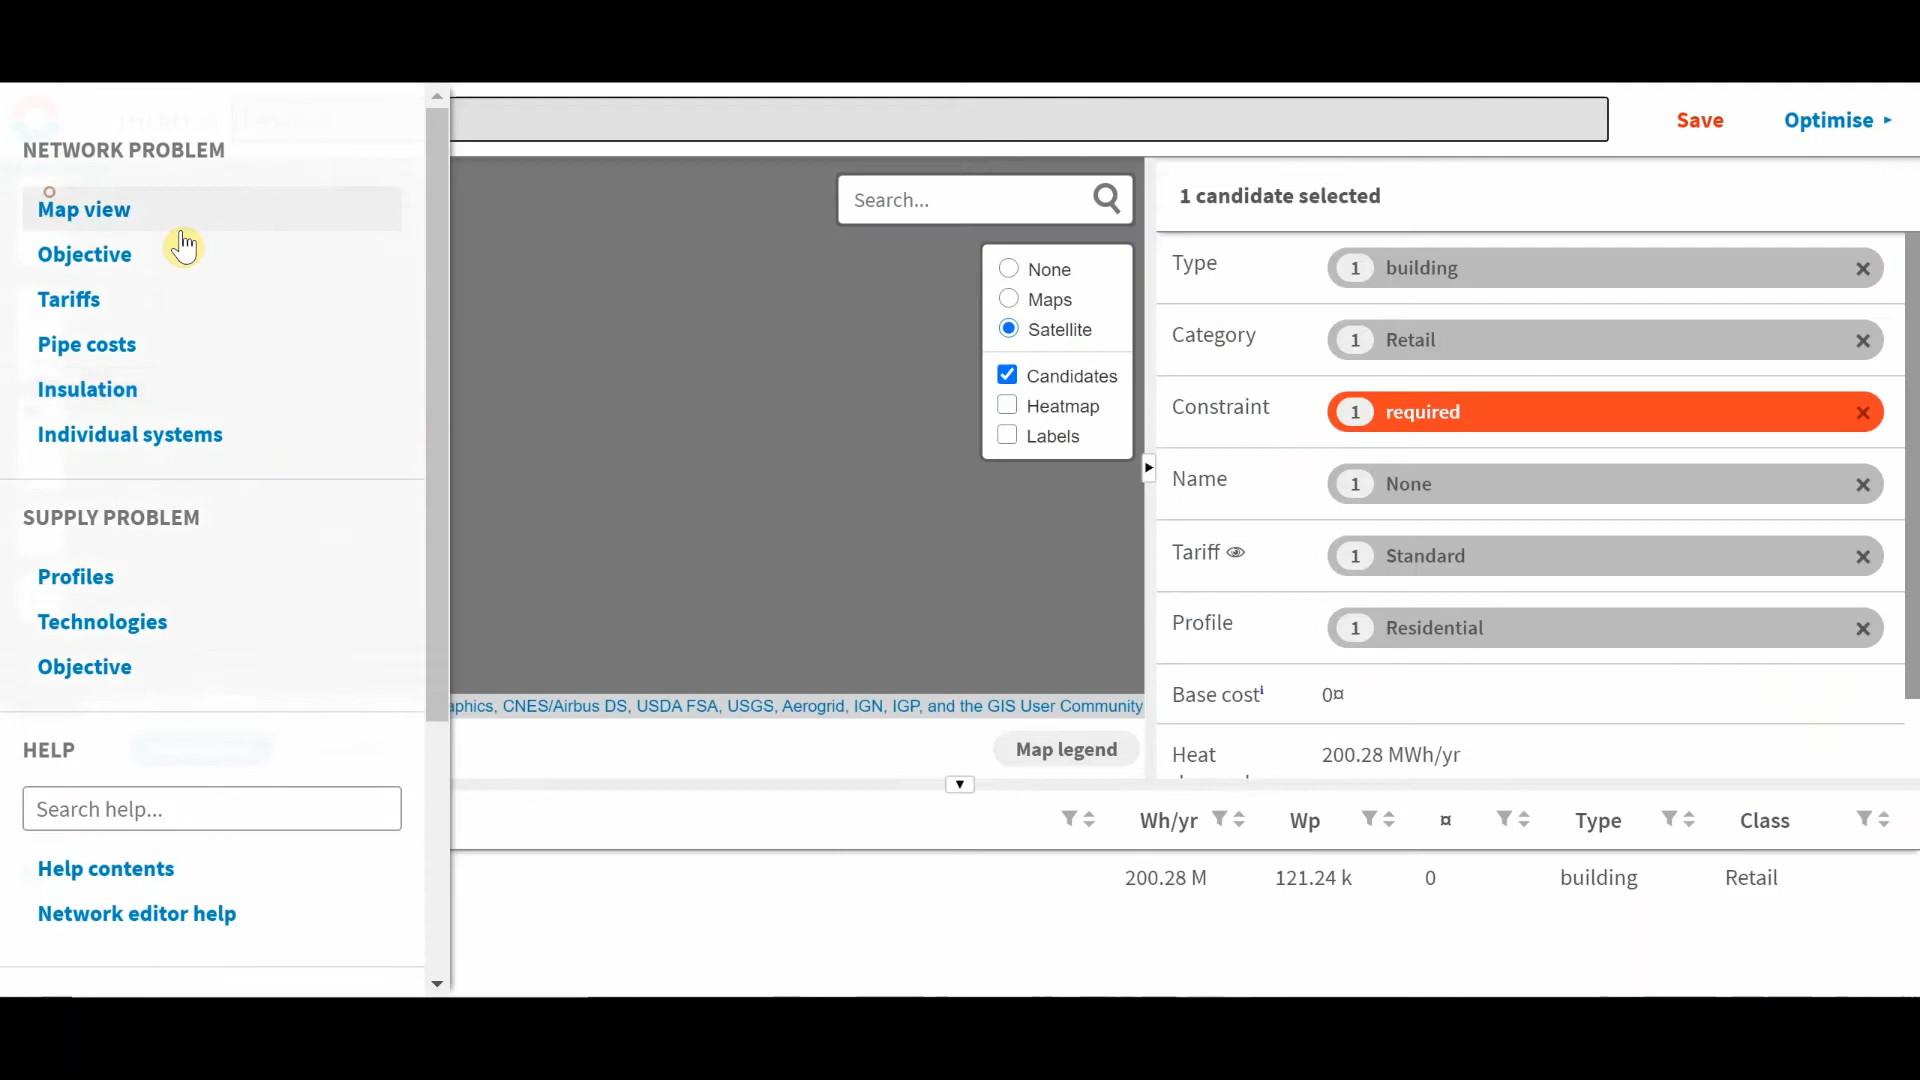 NETWORK PROBLEM
Map view
Objective
Tariffs
Pipe costs
Insulation
Individual systems
SUPPLY PROBLEM
Profiles
Technologies
Objective
HELP
Search help...
Help contents
Network editor help
Save
Optimise
Search...
None
Maps
Satellite
Candidates
Heatmap
Labels
aphics, CNES/Airbus DS, USDA FSA, USGS, Aerogrid, IGN, IGP, and the GIS User Community
Map legend
1 candidate selected
Type 1 building
Category 1 Retail
Constraint 1 required
Name 1 None
Tariff 1 Standard
Profile 1 Residential
Base costⁱ 0¤
Heat 200.28 MWh/yr
Wh/yr Wp ¤ Type Class
200.28 M 121.24 k 0 building Retail